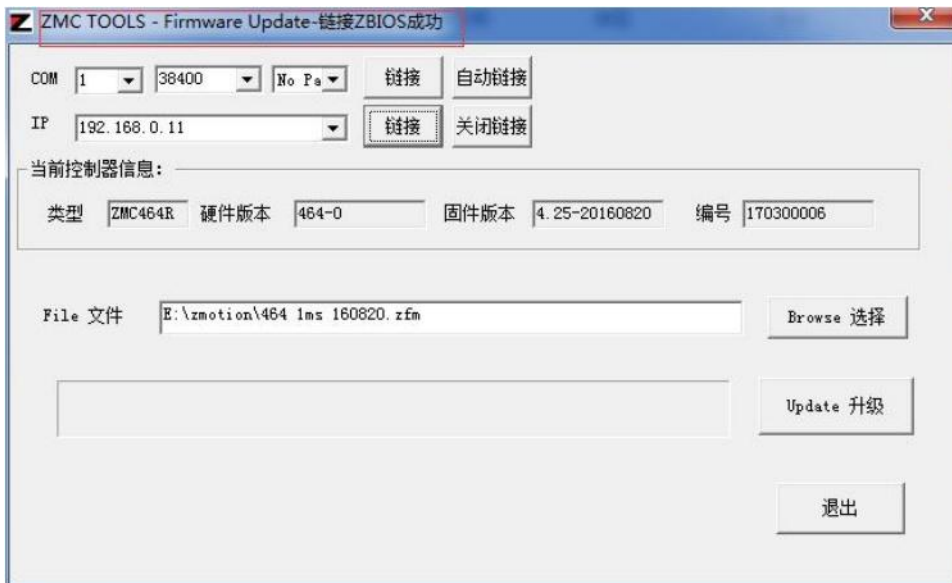 ZMC TOOLS - Firmware Update-链接ZBIOS成功
COM 1 38400 No Pa 链接 自动链接
IP 192.168.0.11 链接 关闭链接
当前控制器信息:
类型 ZMC464R 硬件版本 464-0 固件版本 4.25-20160820 编号 170300006
File 文件 E:\zmotion\464 1ms 160820.zfm Browse 选择
Update 升级
退出